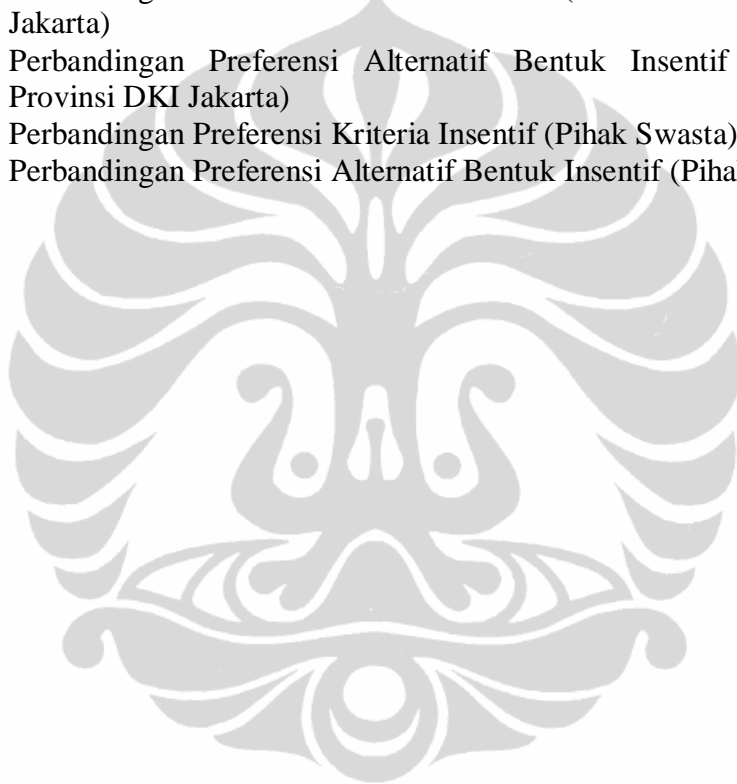 Jakarta)
Perbandingan Preferensi Alternatif Bentuk Insentif
Provinsi DKI Jakarta)
Perbandingan Preferensi Kriteria Insentif (Pihak Swasta)
Perbandingan Preferensi Alternatif Bentuk Insentif